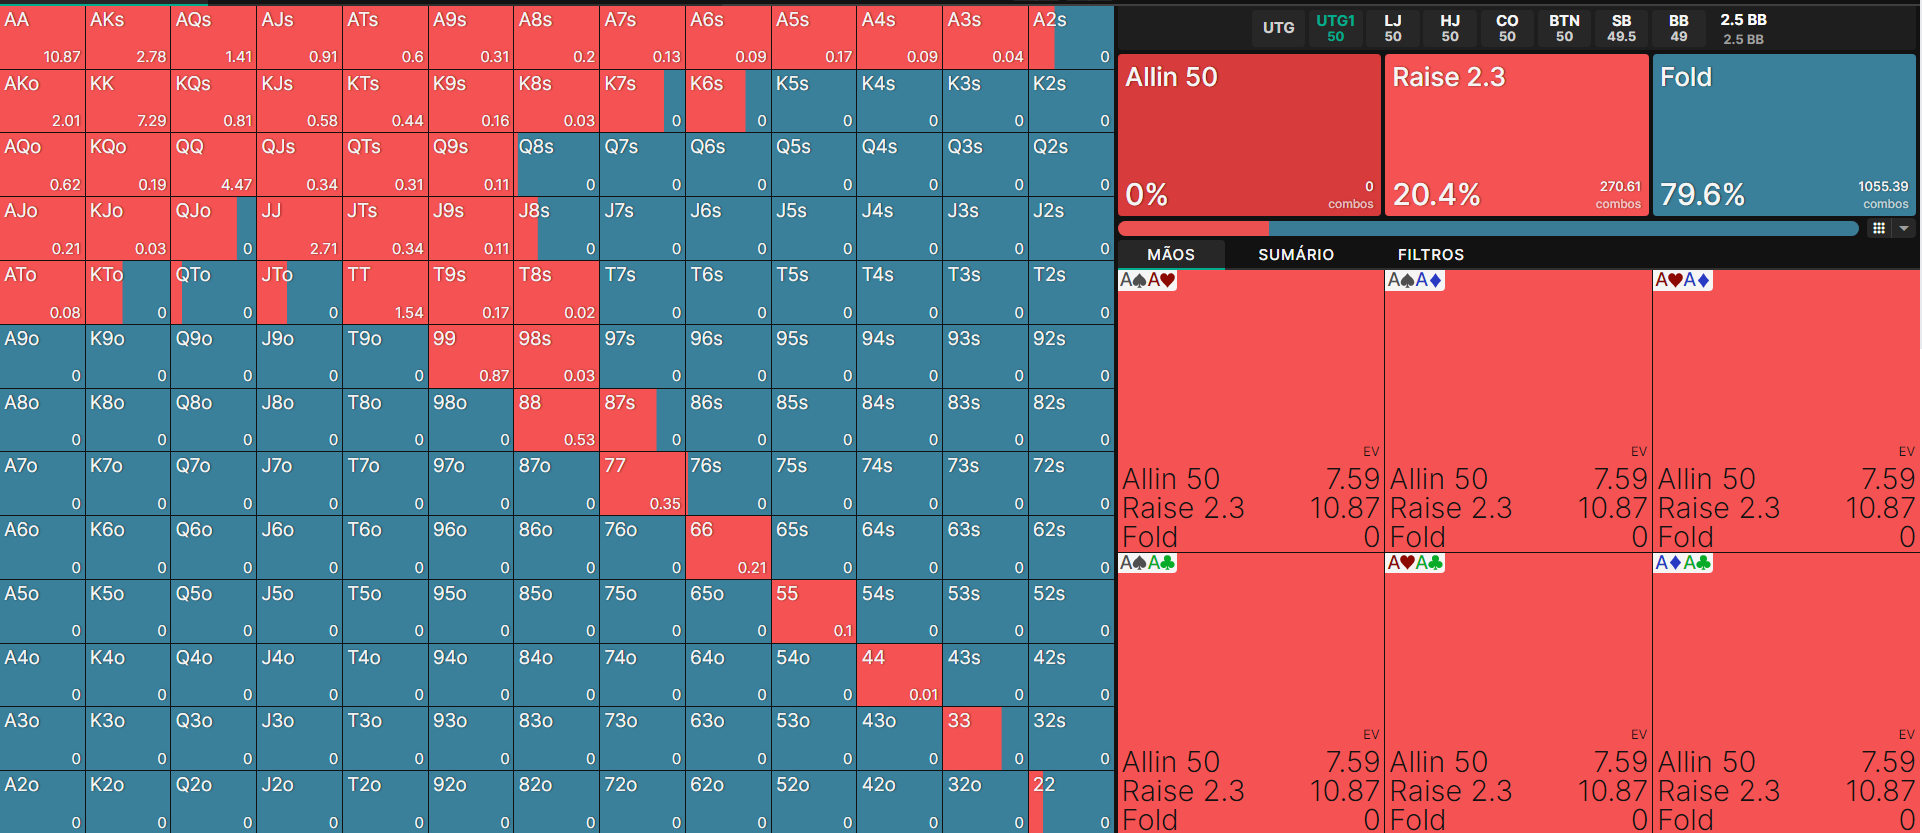 AA AKs AQs AJs ATs A9s A8s A7s A6s A5s A4s A3s A2s
10.87 2.78 1.41 0.91 0.6 0.31 0.2 0.13 0.09 0.17 0.09 0.04 0
AKo KK KQs KJs KTs K9s K8s K7s K6s K5s K4s K3s K2s
2.01 7.29 0.81 0.58 0.44 0.16 0.03 0 0 0 0 0 0
AQo KQo QQ QJs QTs Q9s Q8s Q7s Q6s Q5s Q4s Q3s Q2s
0.62 0.19 4.47 0.34 0.31 0.11 0 0 0 0 0 0 0
AJo KJo QJo JJ JTs J9s J8s J7s J6s J5s J4s J3s J2s
0.21 0.03 0 2.71 0.34 0.11 0 0 0 0 0 0 0
ATo KTo QTo JTo TT T9s T8s T7s T6s T5s T4s T3s T2s
0.08 0 0 0 1.54 0.17 0.02 0 0 0 0 0 0
A9o K9o Q9o J9o T9o 99 98s 97s 96s 95s 94s 93s 92s
0 0 0 0 0 0.87 0.03 0 0 0 0 0 0
A8o K8o Q8o J8o T8o 98o 88 87s 86s 85s 84s 83s 82s
0 0 0 0 0 0 0.53 0 0 0 0 0 0
A7o K7o Q7o J7o T7o 97o 87o 77 76s 75s 74s 73s 72s
0 0 0 0 0 0 0 0.35 0 0 0 0 0
A6o K6o Q6o J6o T6o 96o 86o 76o 66 65s 64s 63s 62s
0 0 0 0 0 0 0 0 0.21 0 0 0 0
A5o K5o Q5o J5o T5o 95o 85o 75o 65o 55 54s 53s 52s
0 0 0 0 0 0 0 0 0 0.1 0 0 0
A4o K4o Q4o J4o T4o 94o 84o 74o 64o 54o 44 43s 42s
0 0 0 0 0 0 0 0 0 0 0.01 0 0
A3o K3o Q3o J3o T3o 93o 83o 73o 63o 53o 43o 33 32s
0 0 0 0 0 0 0 0 0 0 0 0 0
A2o K2o Q2o J2o T2o 92o 82o 72o 62o 52o 42o 32o 22
0 0 0 0 0 0 0 0 0 0 0 0 0
UTG UTG1 LJ HJ CO BTN SB BB 2.5 BB
50 50 50 50 50 49.5 49 2.5 BB
Allin 50 Raise 2.3 Fold
0% 0 combos 20.4% 270.61 combos 79.6% 1055.39 combos
MÃOS SUMÁRIO FILTROS
A♠A♥ A♠A♦ A♥A♦
EV EV EV
Allin 50 7.59 Allin 50 7.59 Allin 50 7.59
Raise 2.3 10.87 Raise 2.3 10.87 Raise 2.3 10.87
Fold 0 Fold 0 Fold 0
A♠A♣ A♥A♣ A♦A♣
EV EV EV
Allin 50 7.59 Allin 50 7.59 Allin 50 7.59
Raise 2.3 10.87 Raise 2.3 10.87 Raise 2.3 10.87
Fold 0 Fold 0 Fold 0